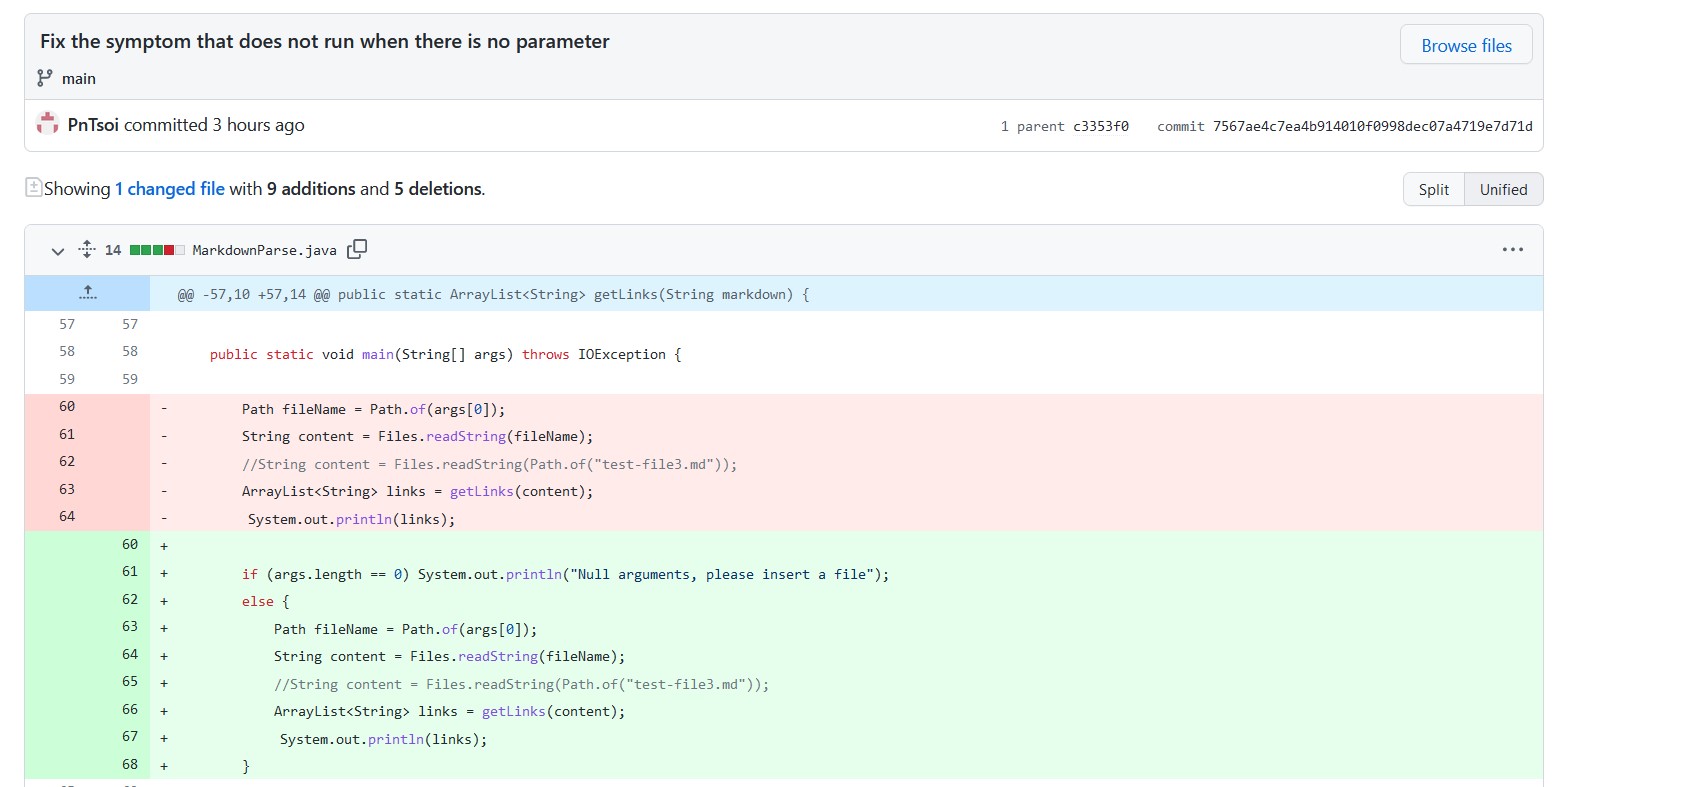 Fix the symptom that does not run when there is no parameter
Browse files
main
PnTsoi committed 3 hours ago
1 parent c3353f0 commit 7567ae4c7ea4b914010f0998dec07a4719e7d71d
Showing 1 changed file with 9 additions and 5 deletions.
Split Unified
14 MarkdownParse.java
@@ -57,10 +57,14 @@ public static ArrayList<String> getLinks(String markdown) {
57 57
58 58 public static void main(String[] args) throws IOException {
59 59
60 - Path fileName = Path.of(args[0]);
61 - String content = Files.readString(fileName);
62 - //String content = Files.readString(Path.of("test-file3.md"));
63 - ArrayList<String> links = getLinks(content);
64 - System.out.println(links);
60 +
61 + if (args.length == 0) System.out.println("Null arguments, please insert a file");
62 + else {
63 + Path fileName = Path.of(args[0]);
64 + String content = Files.readString(fileName);
65 + //String content = Files.readString(Path.of("test-file3.md"));
66 + ArrayList<String> links = getLinks(content);
67 + System.out.println(links);
68 + }